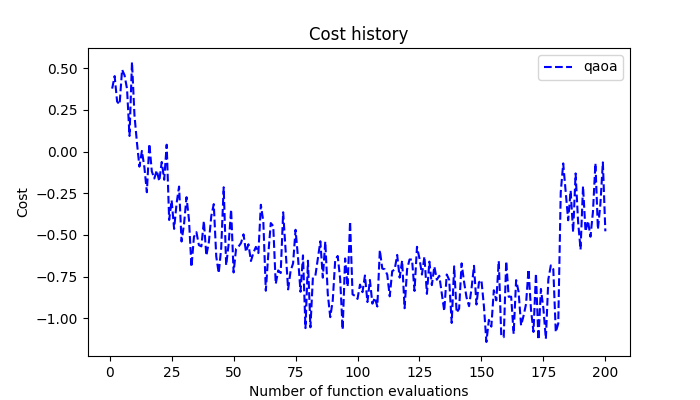 Cost history
qaoa
Cost
0.50
0.25
0.00
−0.25
−0.50
−0.75
−1.00
0 25 50 75 100 125 150 175 200
Number of function evaluations